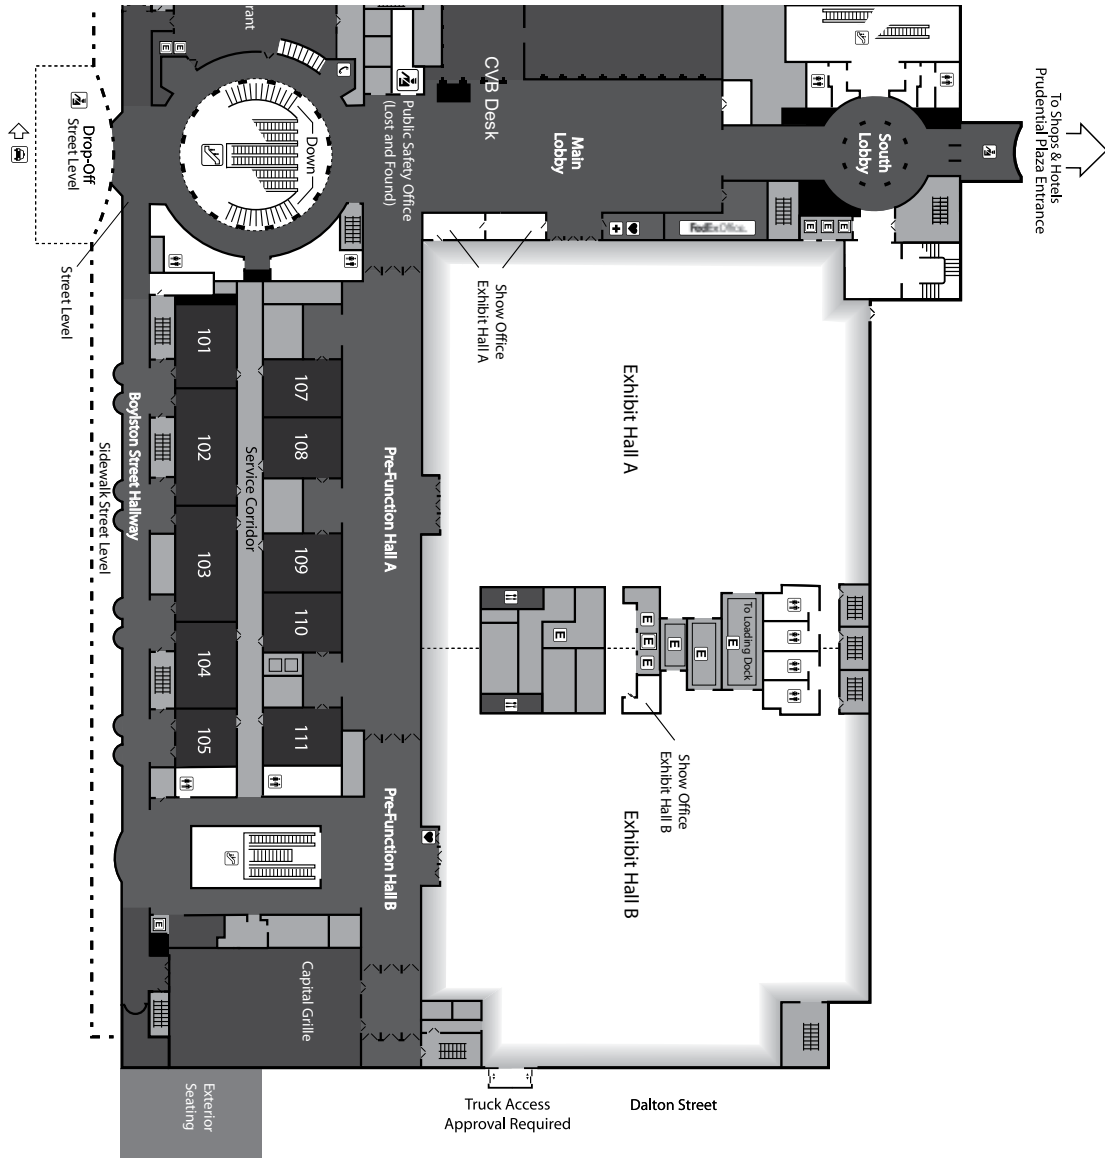 rant
CVB Desk
Public Safety Office
(Lost and Found)
Main
Lobby
South
Lobby
To Shops & Hotels
Prudential Plaza Entrance
Drop-Off
Street Level
Down
E
E
FedEx Office.
E
E
E
Street Level
Show Office
Exhibit Hall A
101
107
Exhibit Hall A
102
108
Boylston Street Hallway
Sidewalk Street Level
Service Corridor
Pre-Function Hall A
103
109
110
104
105
111
E
E
E
E
E
E
E
To Loading Dock
Show Office
Exhibit Hall B
Pre-Function Hall B
Exhibit Hall B
E
Capital Grille
Exterior
Seating
Truck Access
Approval Required
Dalton Street